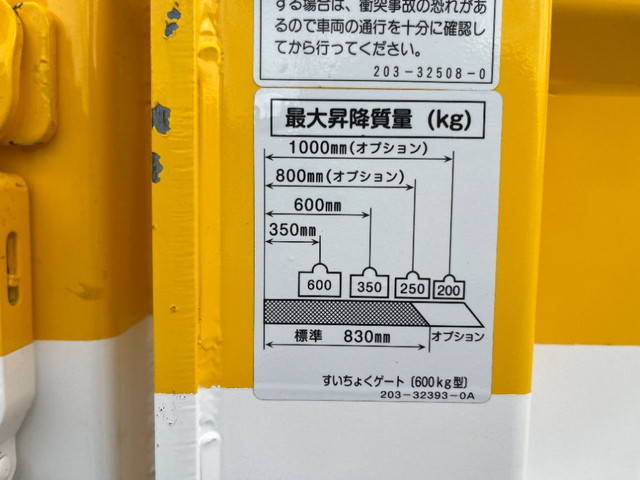 する場合は、衝突事故の恐れがあ
るので車両の通行を十分に確認し
てから行ってください。
203-32508-0
最大昇降質量 (kg)
1000mm(オプション)
800mm(オプション)
600mm
350mm
600 350 250 200
標準 830mm オプション
すいちょくゲート〔600kg型〕
203-32393-0A